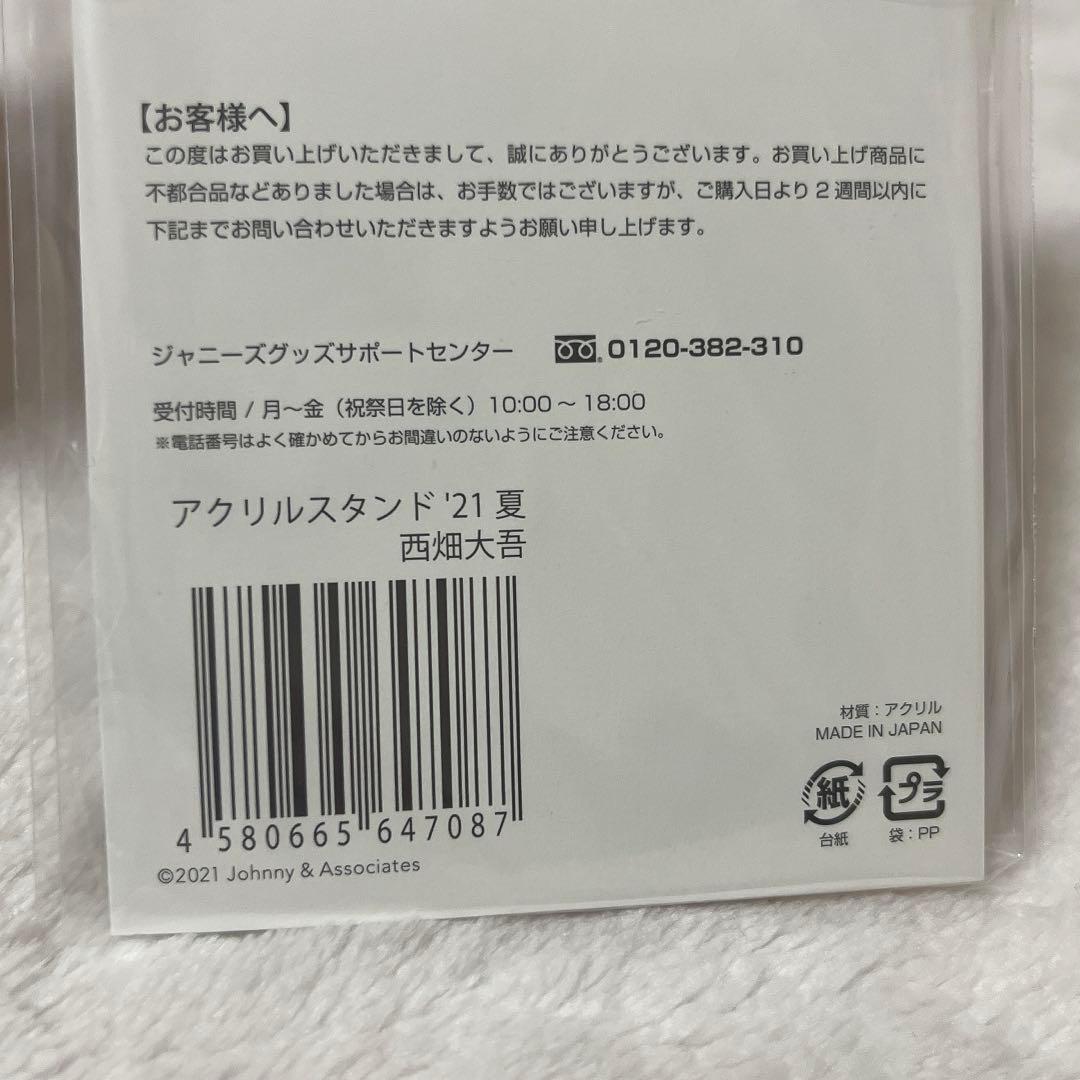 【お客様へ】
この度はお買い上げいただきまして、誠にありがとうございます。お買い上げ商品に
不都合品などありました場合は、お手数ではございますが、ご購入日より2週間以内に
下記までお問い合わせいただきますようお願い申し上げます。
ジャニーズグッズサポートセンター 0120-382-310
受付時間 / 月〜金（祝祭日を除く）10:00 〜 18:00
※電話番号はよく確かめてからお間違いのないようにご注意ください。
アクリルスタンド '21 夏
西畑大吾
4 580665 647087
©2021 Johnny & Associates
材質：アクリル
MADE IN JAPAN
紙 プラ
台紙 袋：PP